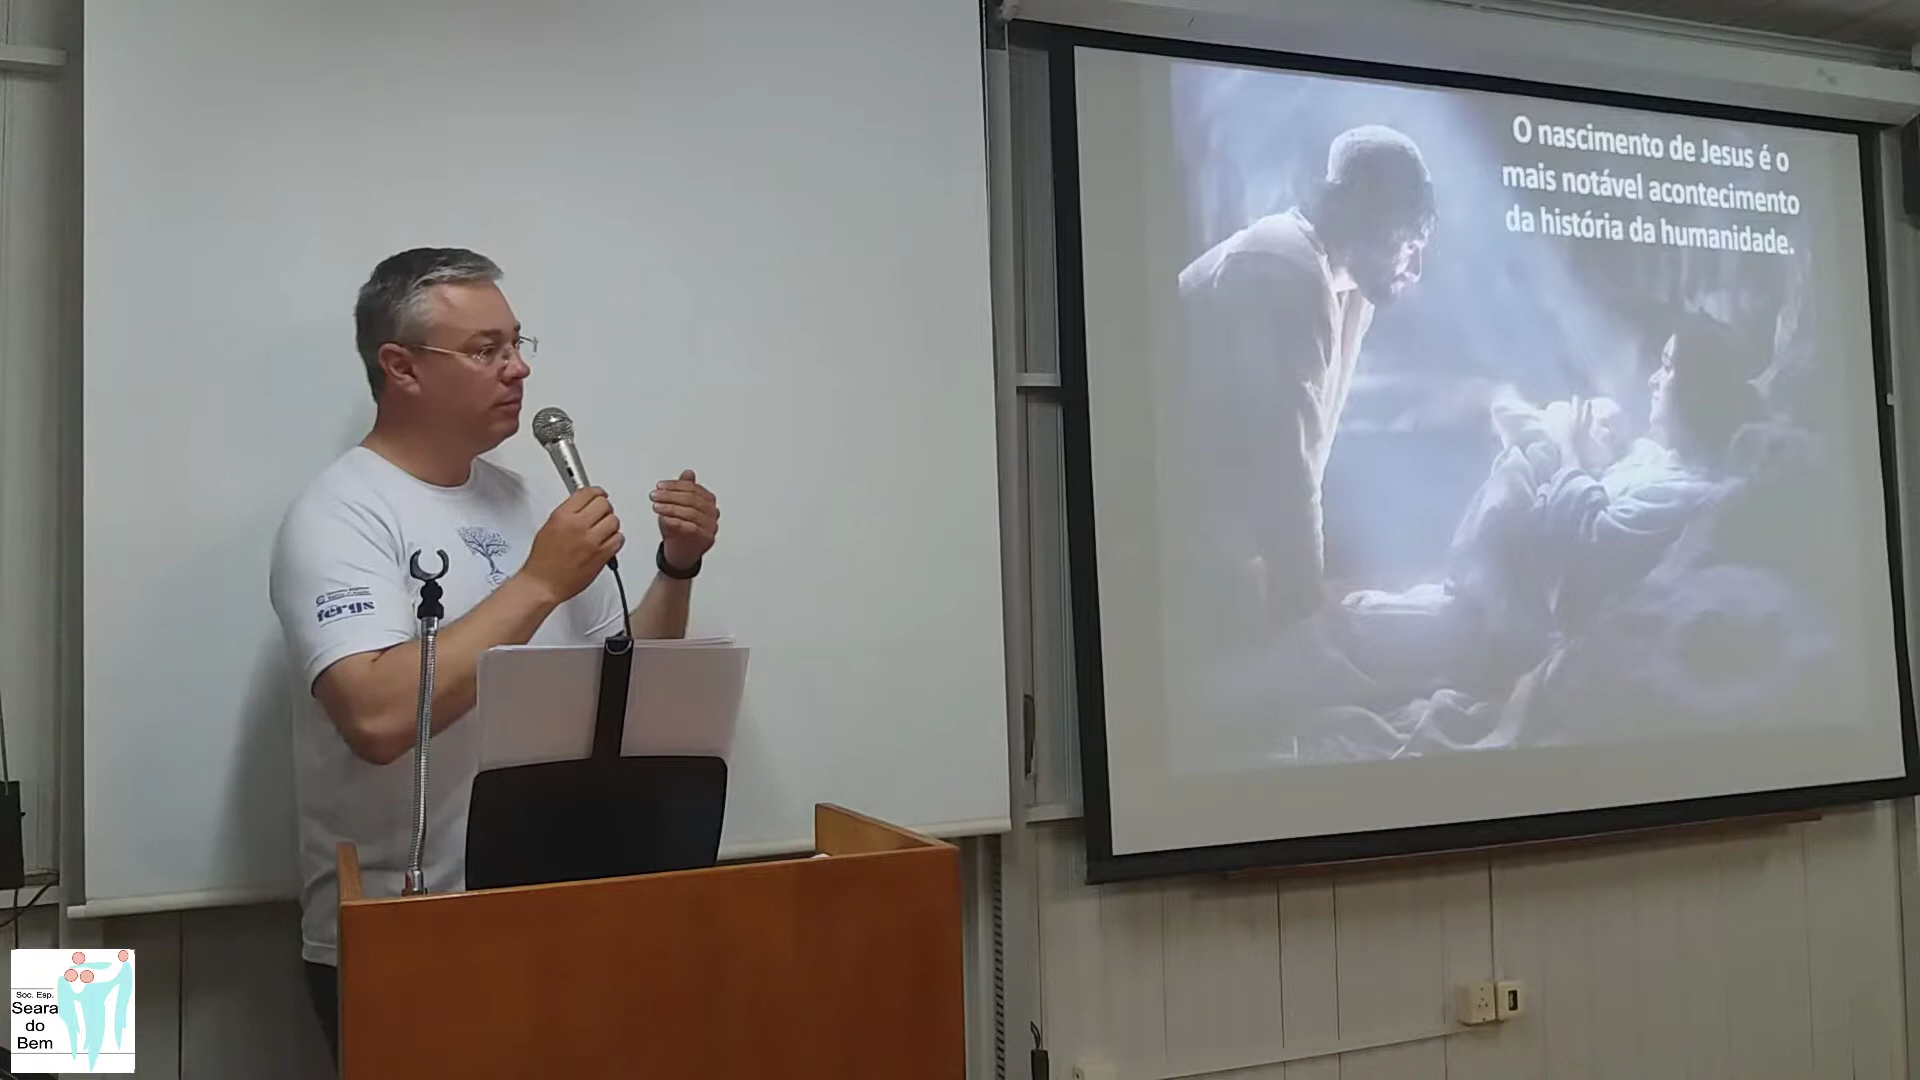 O nascimento de Jesus é o
mais notável acontecimento
da história da humanidade.
fergs
Soc. Esp.
Seara
do
Bem